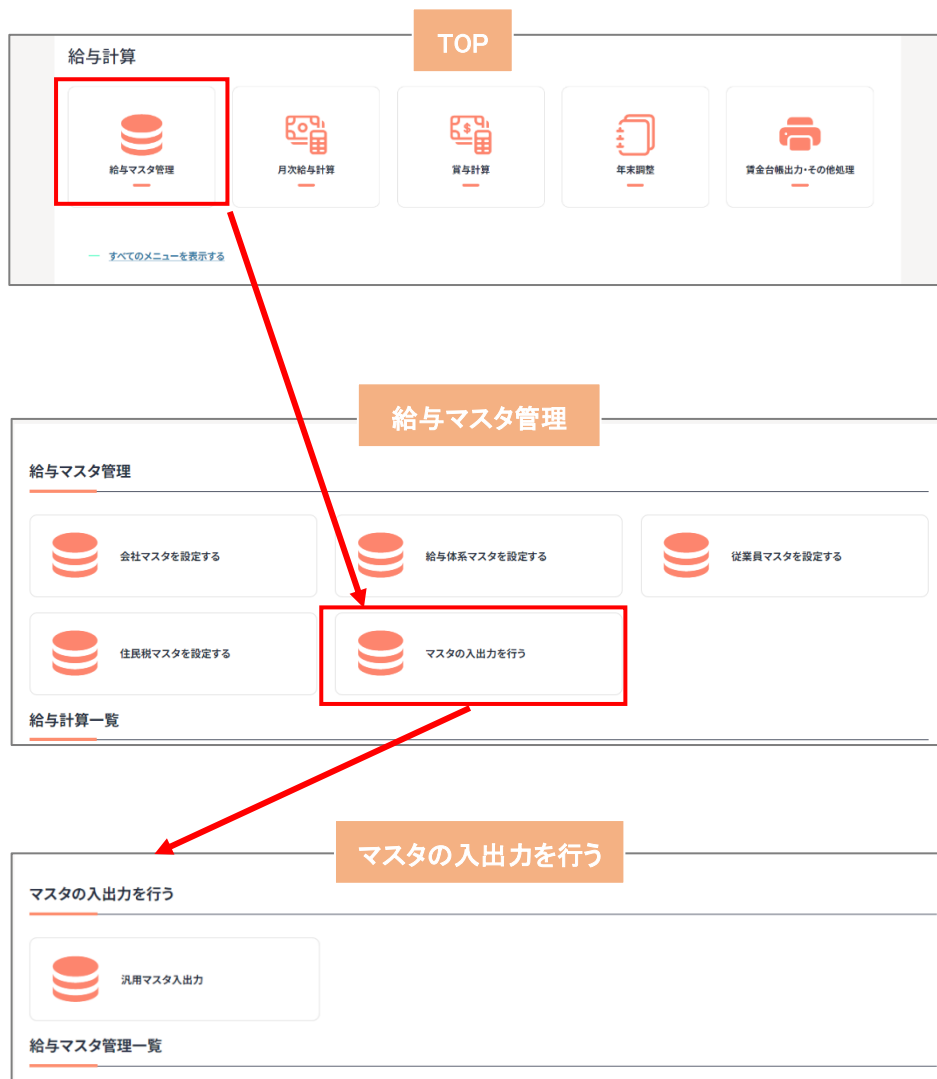 TOP
給与計算
給与マスタ管理
月次給与計算
賞与計算
年末調整
賃金台帳出力・その他処理
すべてのメニューを表示する
給与マスタ管理
給与マスタ管理
会社マスタを設定する
給与体系マスタを設定する
従業員マスタを設定する
住民税マスタを設定する
マスタの入出力を行う
給与計算一覧
マスタの入出力を行う
マスタの入出力を行う
汎用マスタ入出力
給与マスタ管理一覧